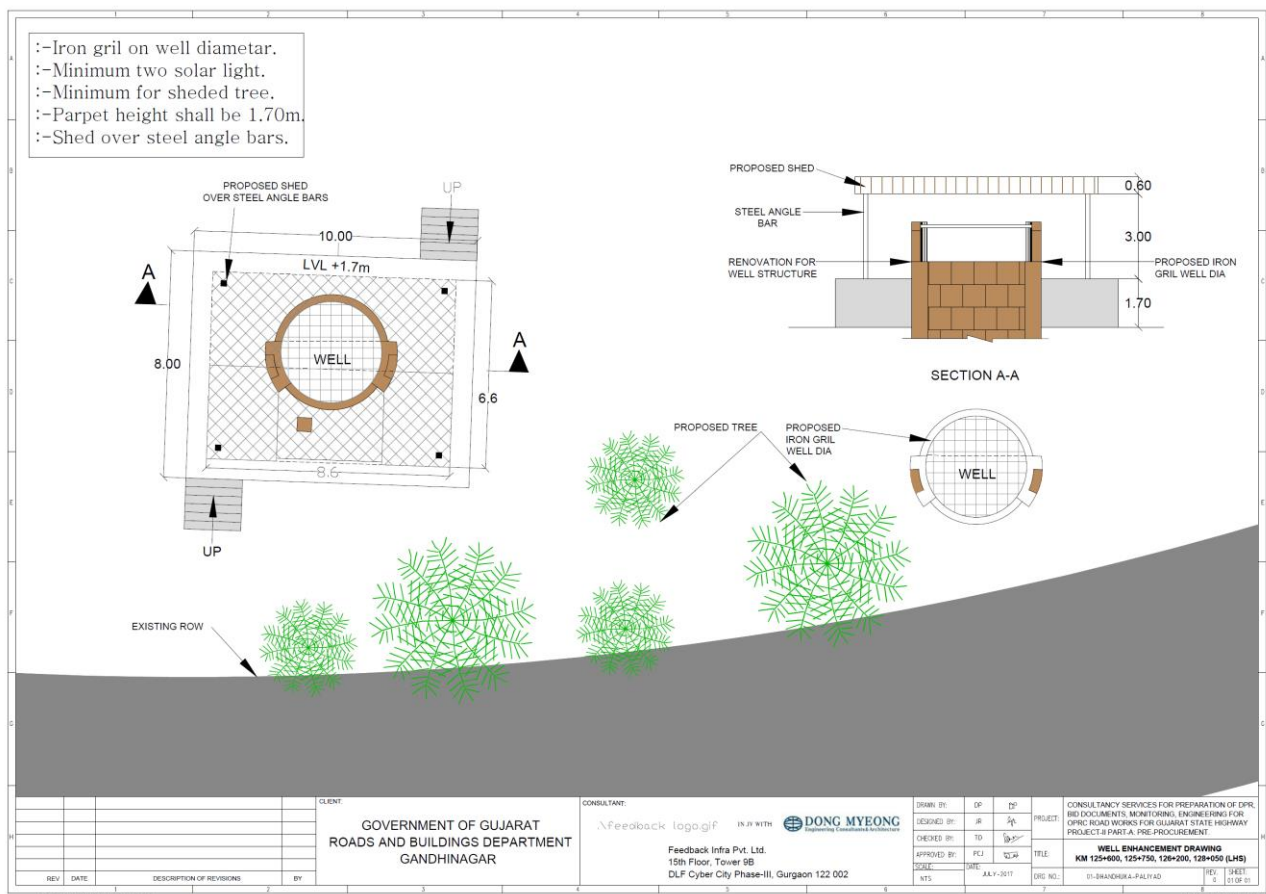 :-Iron gril on well diametar.
:-Minimum two solar light.
:-Minimum for sheded tree.
:-Parpet height shall be 1.70m.
:-Shed over steel angle bars.
PROPOSED SHED
OVER STEEL ANGLE BARS
UP
10.00
LVL +1.7m
A
A
8.00
WELL
6.6
8.6
UP
PROPOSED SHED
0.60
STEEL ANGLE
BAR
3.00
RENOVATION FOR
WELL STRUCTURE
PROPOSED IRON
GRIL WELL DIA
1.70
SECTION A-A
PROPOSED TREE
PROPOSED
IRON GRIL
WELL DIA
WELL
EXISTING ROW
REV DATE DESCRIPTION OF REVISIONS BY
CLIENT:
GOVERNMENT OF GUJARAT
ROADS AND BUILDINGS DEPARTMENT
GANDHINAGAR
CONSULTANT:
.\feedback logo.gif IN JV WITH DONG MYEONG
Engineering Consultants & Architecture
Feedback Infra Pvt. Ltd.
15th Floor, Tower 9B
DLF Cyber City Phase-III, Gurgaon 122 002
DRAWN BY: DP
DESIGNED BY: JR
CHECKED BY: TG
APPROVED BY: PCJ
SCALE: NTS
DATE: JULY-2017
PROJECT: CONSULTANCY SERVICES FOR PREPARATION OF DPR,
BID DOCUMENTS, MONITORING, ENGINEERING FOR
OPRC ROAD WORKS FOR GUJARAT STATE HIGHWAY
PROJECT-II PART-A: PRE-PROCUREMENT.
TITLE: WELL ENHANCEMENT DRAWING
KM 125+600, 125+750, 126+200, 128+050 (LHS)
DRG NO.: 01-DHANDHUKA-PALIYAD
REV. 0
SHEET: 01 OF 01